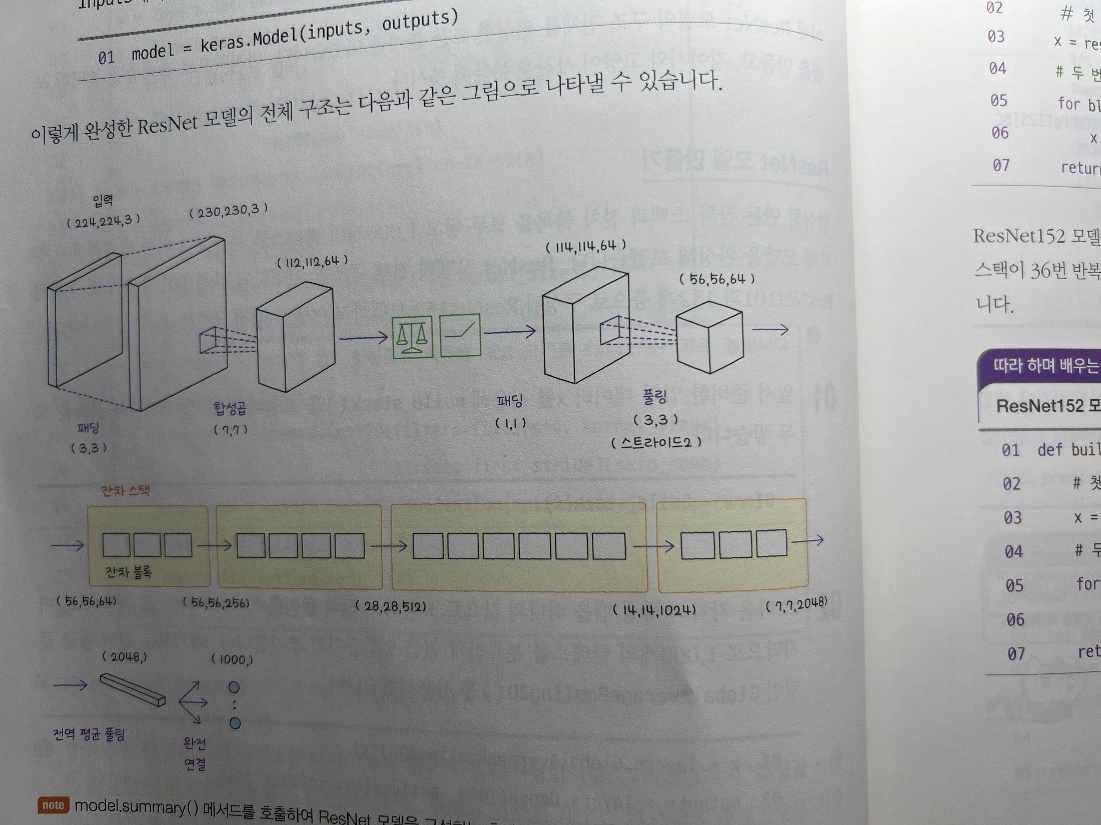 01 model = keras.Model(inputs, outputs)
이렇게 완성한 ResNet 모델의 전체 구조는 다음과 같은 그림으로 나타낼 수 있습니다.
입력
(224,224,3)
(230,230,3)
(112,112,64)
(114,114,64)
(56,56,64)
패딩
(3,3)
합성곱
(7,7)
패딩
(1,1)
풀링
(3,3)
(스트라이드2)
잔차 스택
잔차 블록
(56,56,64)
(56,56,256)
(28,28,512)
(14,14,1024)
(7,7,2048)
(2048,)
(1000,)
전역 평균 풀링
완전
연결
note model.summary() 메서드를 호출하여 ResNet 모델을
02 # 첫
03 x = res
04 # 두 번
05 for bl
06 x
07 return
ResNet152 모델
스택이 36번 반복
니다.
따라 하며 배우는
ResNet152 모
01 def buil
02 # 첫
03 x =
04 # 두
05 for
06
07 ret